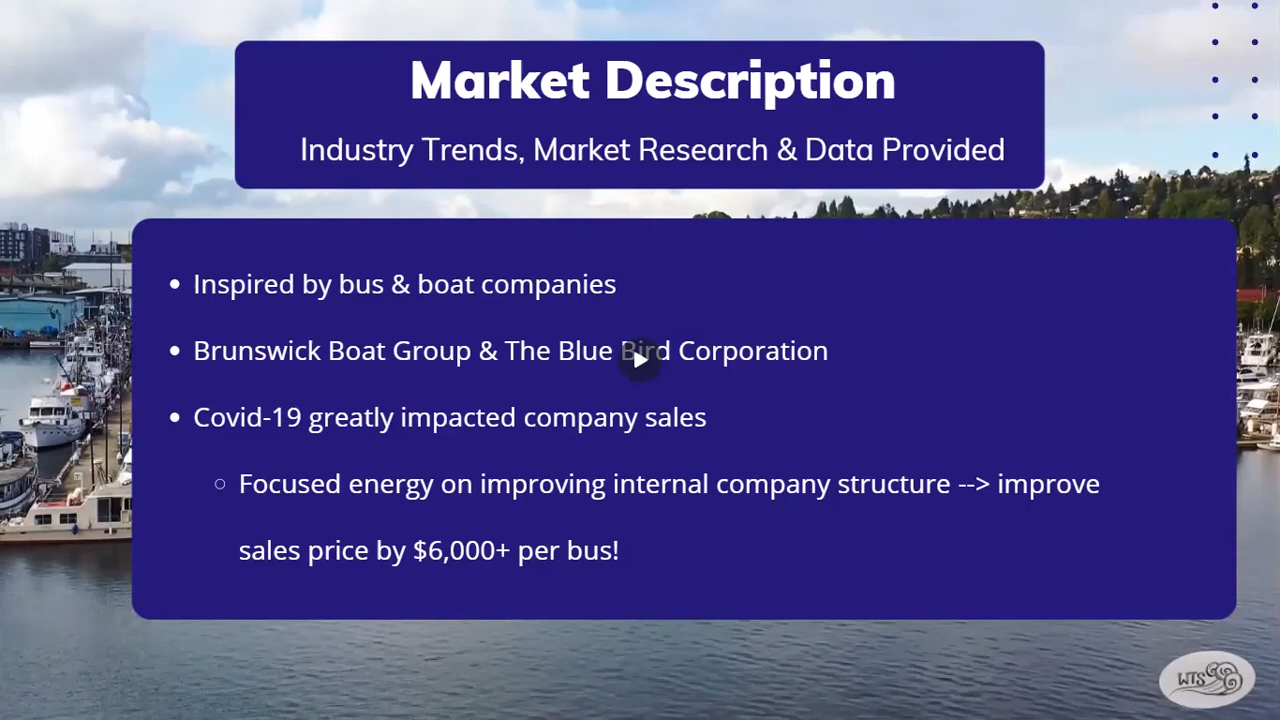 Market Description
Industry Trends, Market Research & Data Provided
• Inspired by bus & boat companies
• Brunswick Boat Group & The Blue Bird Corporation
• Covid-19 greatly impacted company sales
○ Focused energy on improving internal company structure --> improve
sales price by $6,000+ per bus!
WTS